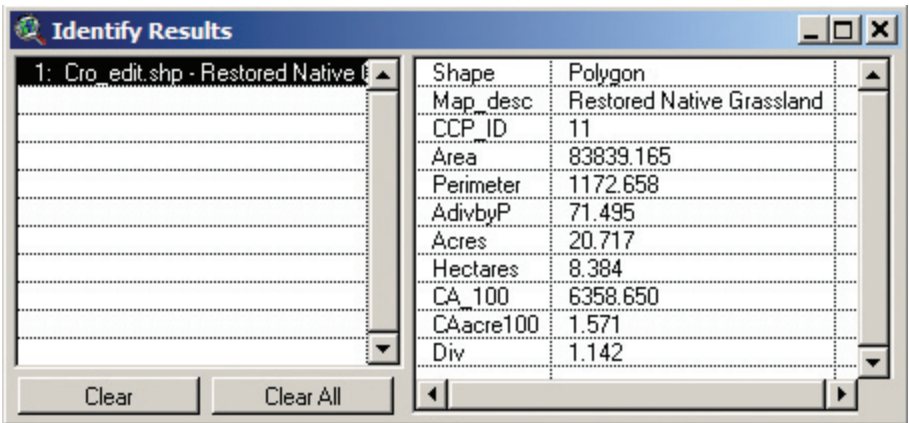 Identify Results
1: Cro_edit.shp - Restored Native
Shape Polygon
Map_desc Restored Native Grassland
CCP_ID 11
Area 83839.165
Perimeter 1172.658
AdivbyP 71.495
Acres 20.717
Hectares 8.384
CA_100 6358.650
CAacre100 1.571
Div 1.142
Clear Clear All